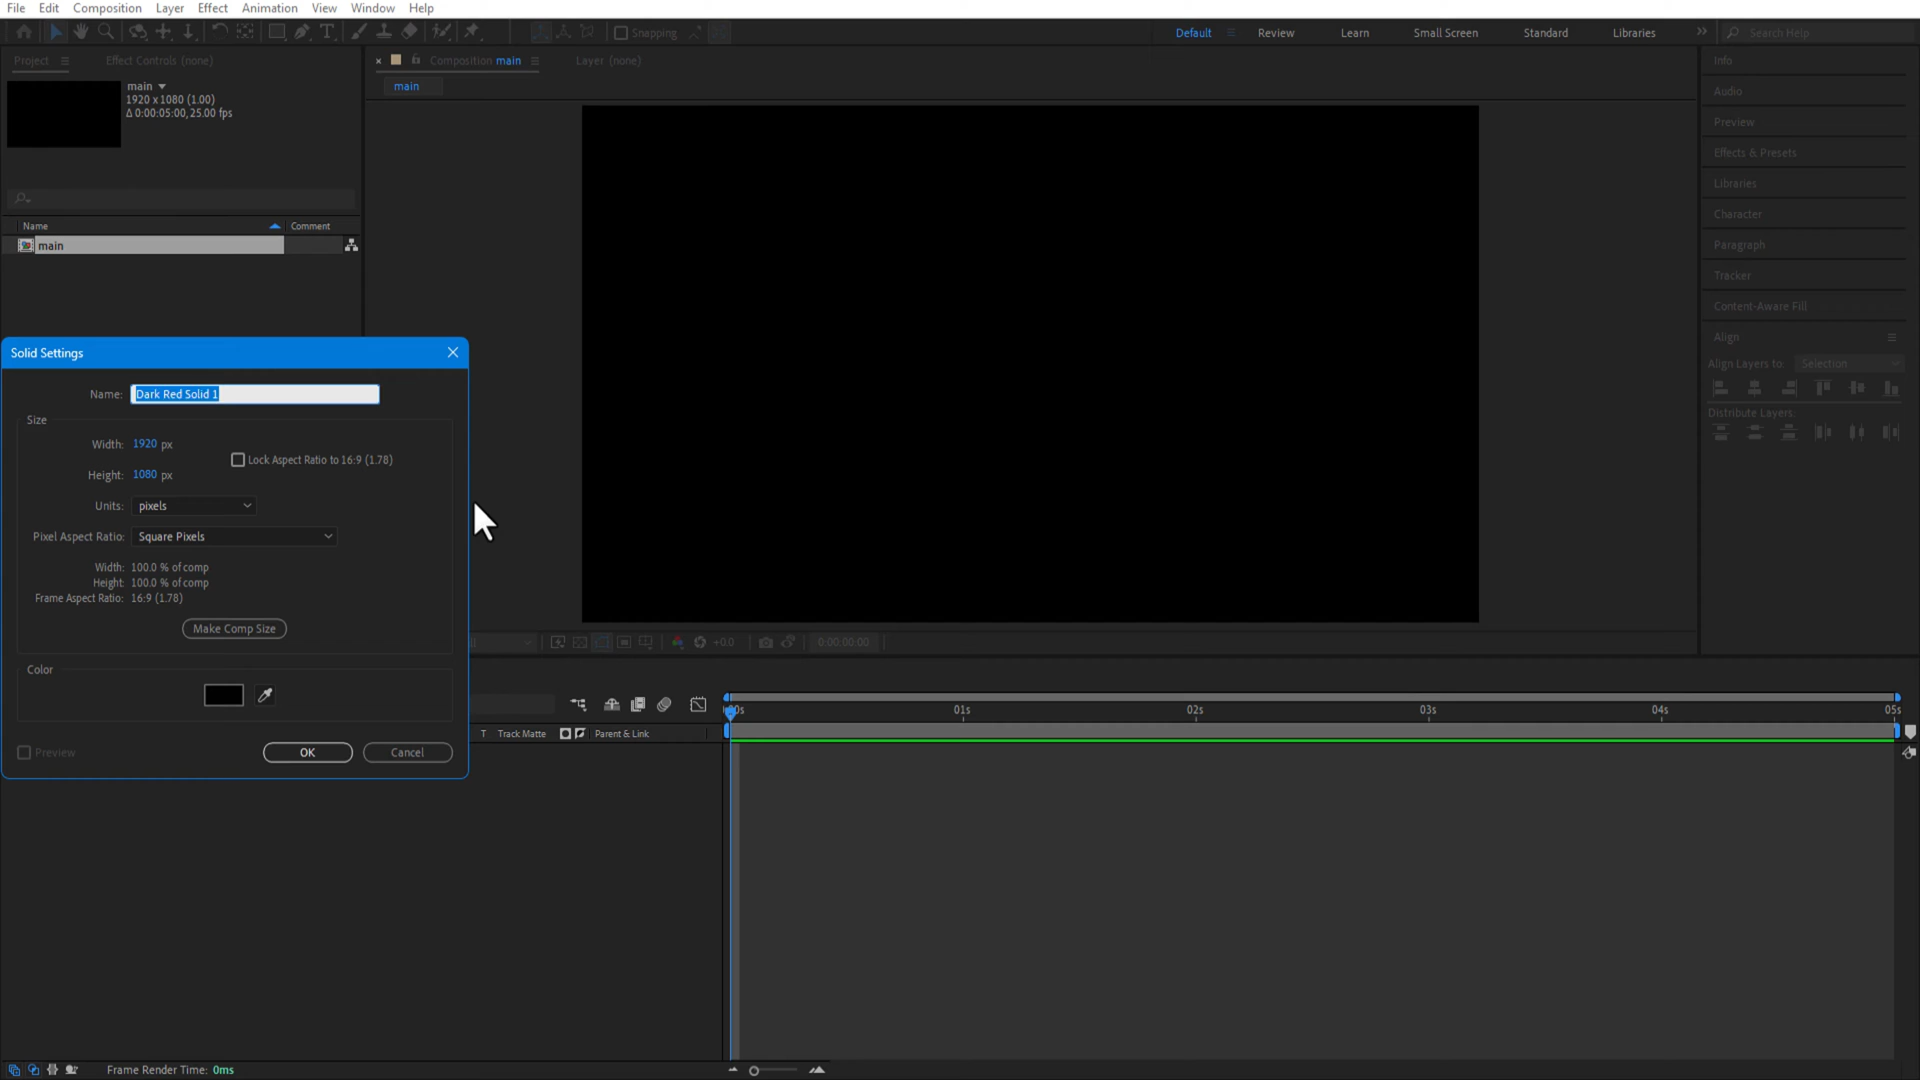 File Edit Composition Layer Effect Animation View Window Help
Snapping
Default Review Learn Small Screen Standard Libraries Search Help
Project Effect Controls (none)
Composition main Layer (none)
main
main
1920 x 1080 (1.00)
Δ 0:00:05:00, 25.00 fps
Name Comment
main
Info
Audio
Preview
Effects & Presets
Libraries
Character
Paragraph
Tracker
Content-Aware Fill
Align
Align Layers to: Selection
Distribute Layers:
Solid Settings
Name: Dark Red Solid 1
Size
Width: 1920 px
Lock Aspect Ratio to 16:9 (1.78)
Height: 1080 px
Units: pixels
Pixel Aspect Ratio: Square Pixels
Width: 100.0 % of comp
Height: 100.0 % of comp
Frame Aspect Ratio: 16:9 (1.78)
Make Comp Size
Color
Preview OK Cancel
+0.0 0:00:00:00
01s 02s 03s 04s 05s
T Track Matte Parent & Link
Frame Render Time: 0ms